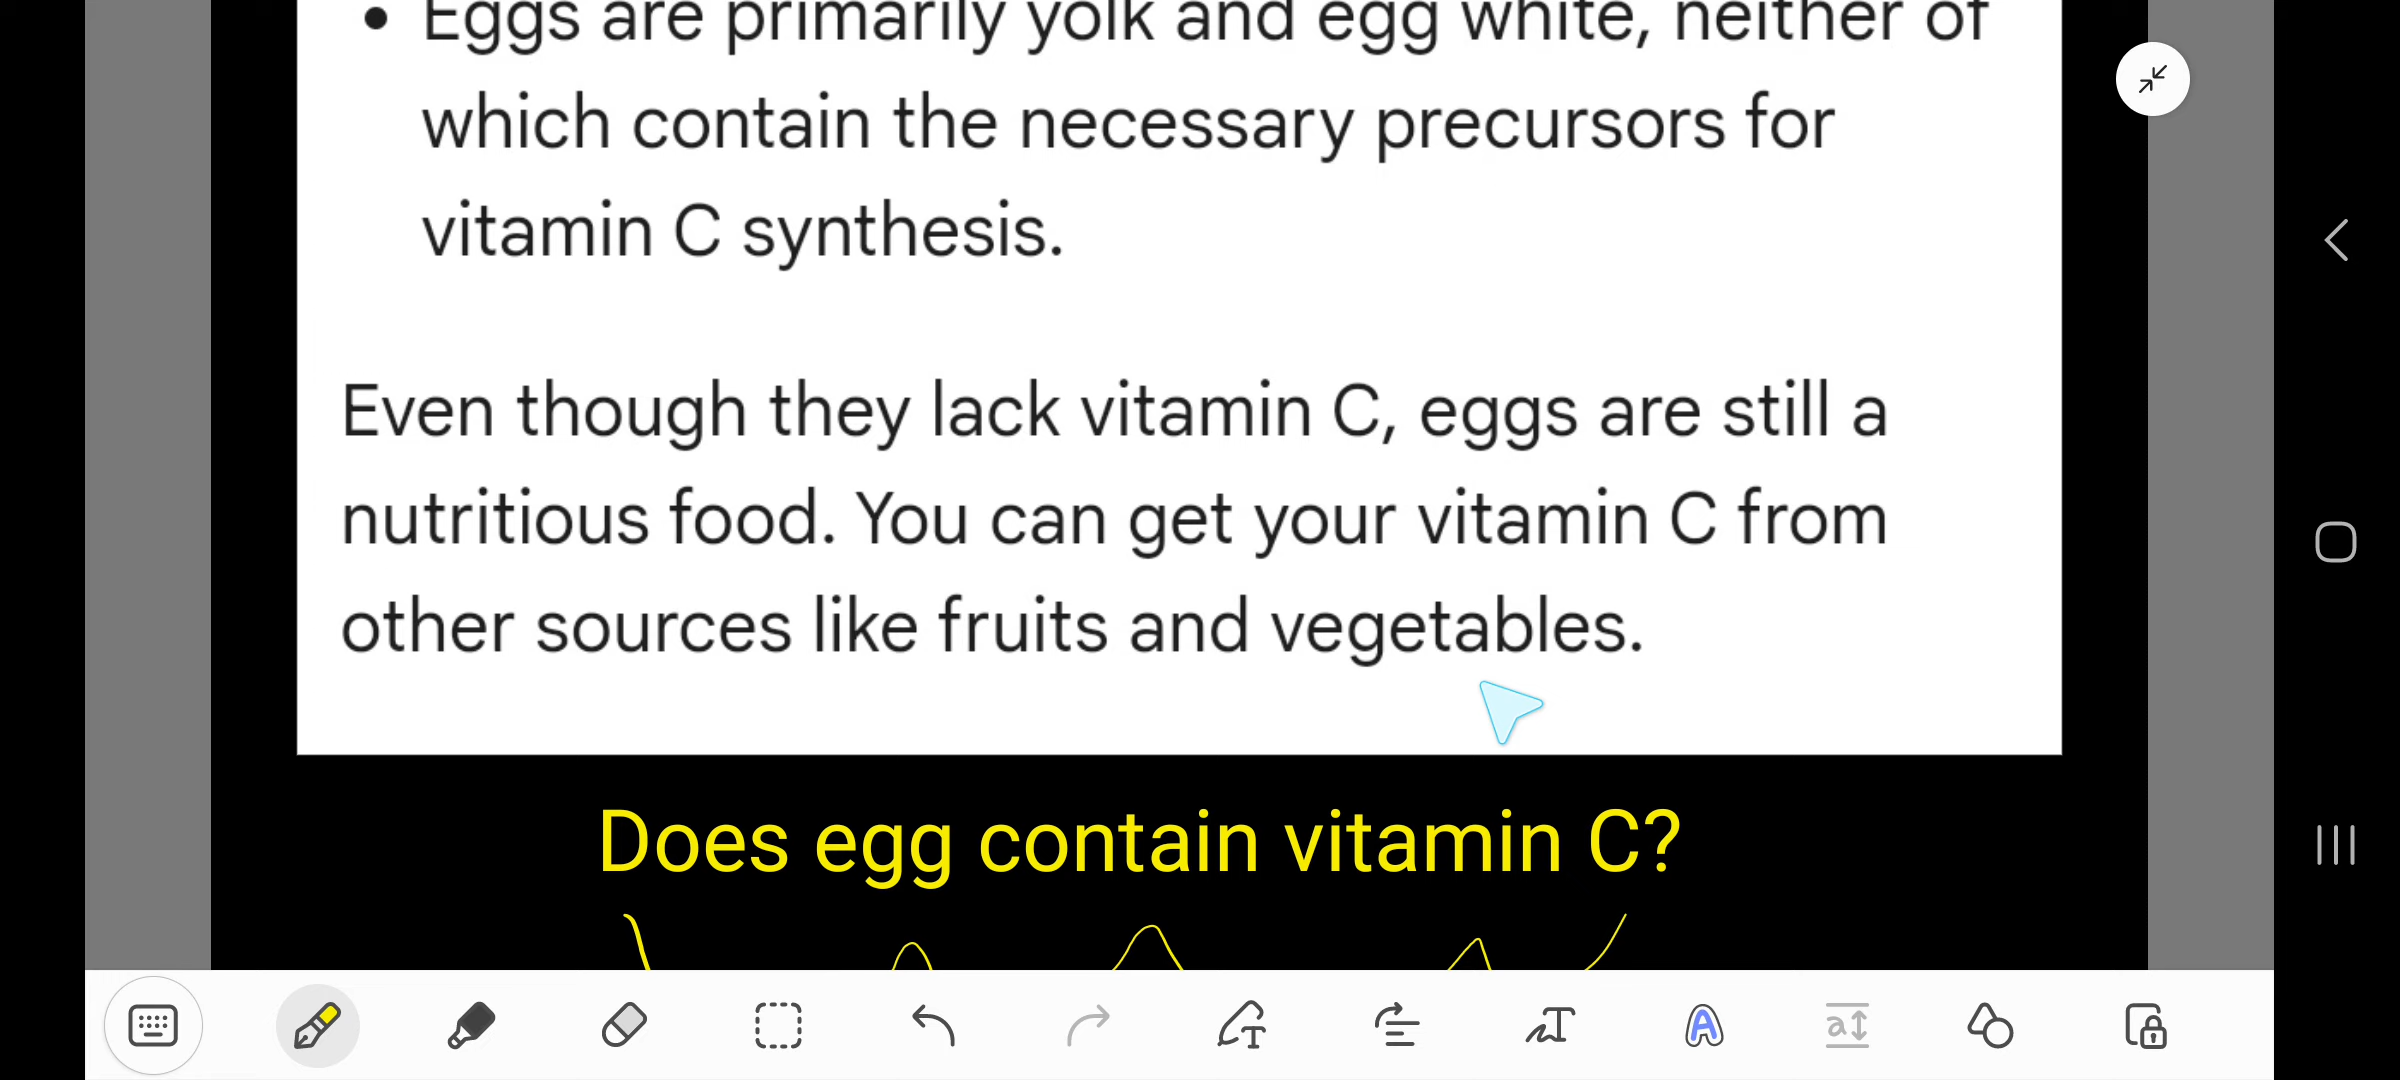 • Eggs are primarily yolk and egg white, neither of
which contain the necessary precursors for
vitamin C synthesis.
Even though they lack vitamin C, eggs are still a
nutritious food. You can get your vitamin C from
other sources like fruits and vegetables.
Does egg contain vitamin C?